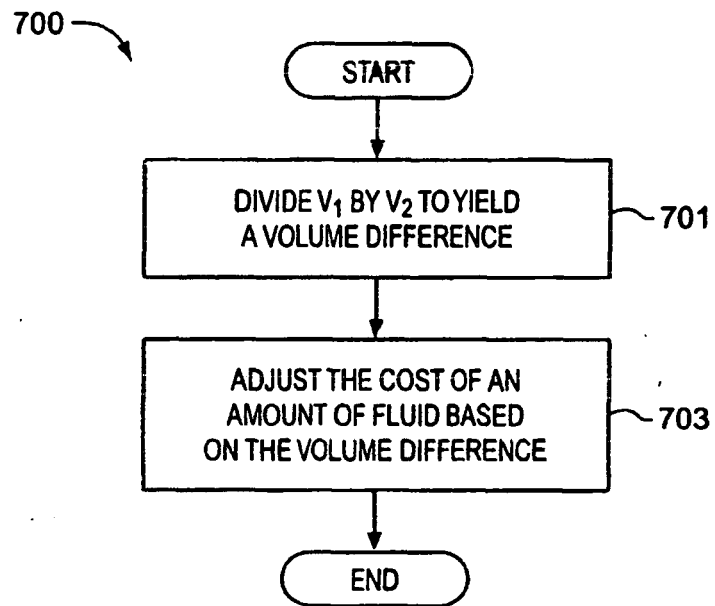 700
START
DIVIDE V₁ BY V₂ TO YIELD
A VOLUME DIFFERENCE
701
ADJUST THE COST OF AN
AMOUNT OF FLUID BASED
ON THE VOLUME DIFFERENCE
703
END